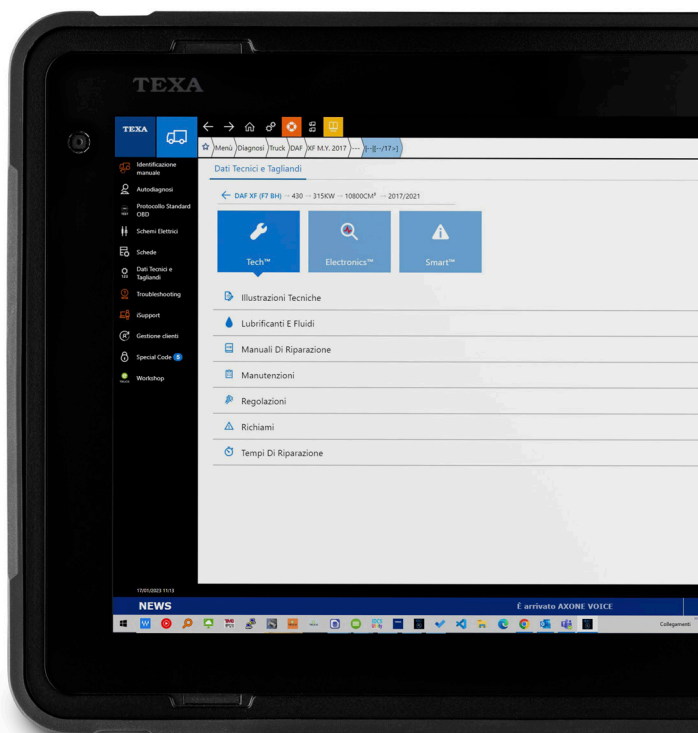 TEXA
TEXA
Menù Diagnosi Truck DAF XF M.Y. 2017 --- [--][--/17>]
Identificazione
manuale
Autodiagnosi
Protocollo Standard
OBD
Schemi Elettrici
Schede
Dati Tecnici e
Tagliandi
Troubleshooting
iSupport
Gestione clienti
Special Code 5
Workshop
Dati Tecnici e Tagliandi
DAF XF (F7 BH) -- 430 -- 315KW -- 10800CM³ -- 2017/2021
Tech™
Electronics™
Smart™
Illustrazioni Tecniche
Lubrificanti E Fluidi
Manuali Di Riparazione
Manutenzioni
Regolazioni
Richiami
Tempi Di Riparazione
17/01/2023 11:13
NEWS
È arrivato AXONE VOICE
Collegamenti